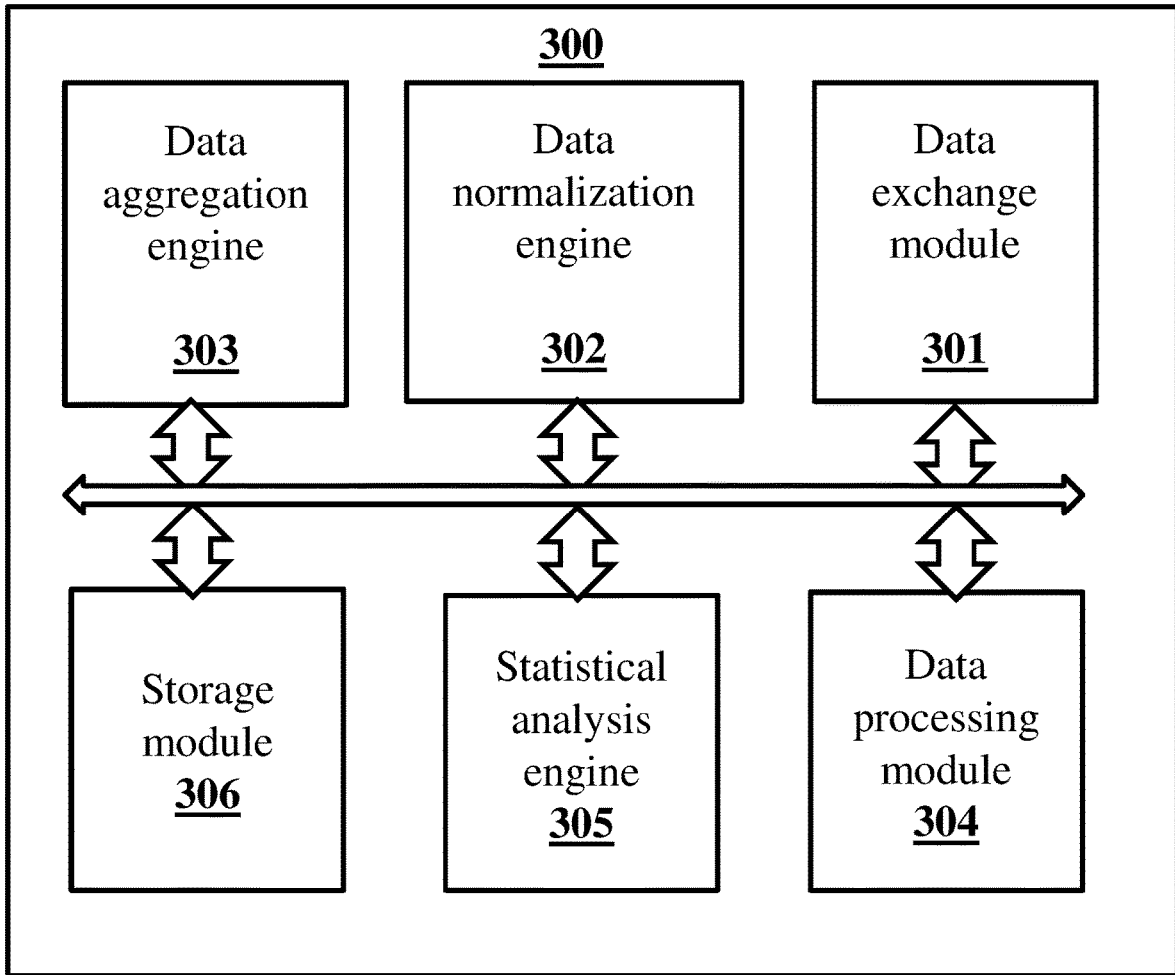 300
Data
aggregation
engine
303
Data
normalization
engine
302
Data
exchange
module
301
Storage
module
306
Statistical
analysis
engine
305
Data
processing
module
304